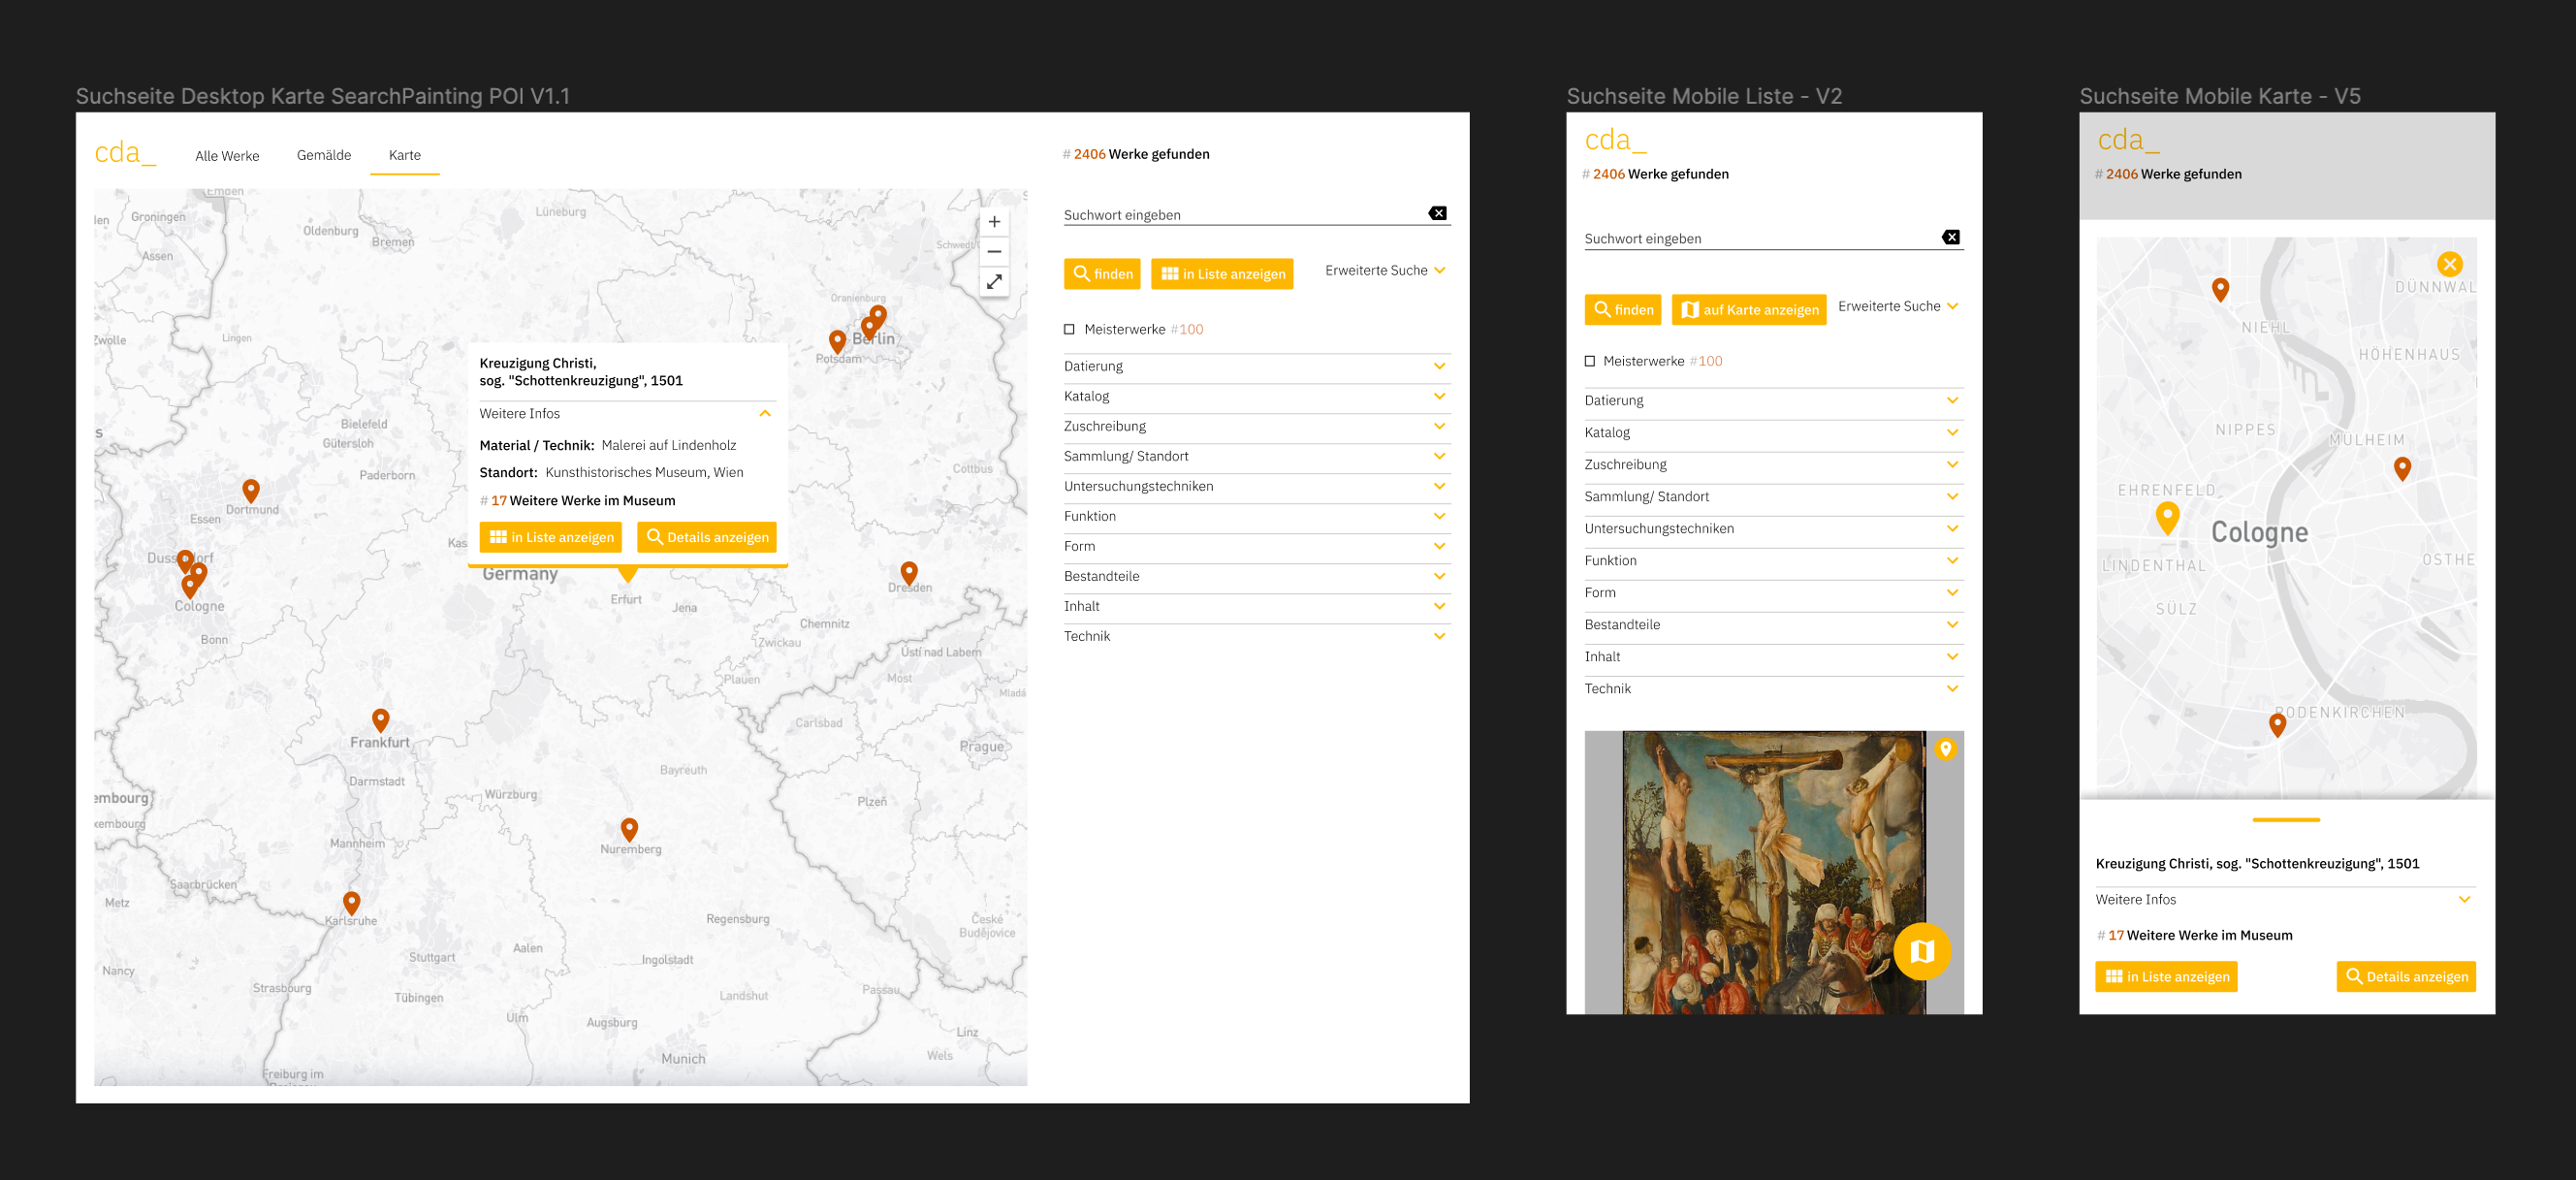 Suchseite Desktop Karte SearchPainting POI V1.1
cda_
Alle Werke
Gemälde
Karte
Emden
Groningen
Assen
Oldenburg
Bremen
Lüneburg
Schwedt
Zwolle
Lingen
Oranienburg
Berlin
Potsdam
Bielefeld
Gütersloh
Paderborn
Cottbus
Dortmund
Essen
Cologne
Bonn
Germany
Erfurt
Jena
Dresden
Chemnitz
Zwickau
Ústí nad Labem
Plauen
Most
Mladá
Carlsbad
Prague
Frankfurt
Darmstadt
Bayreuth
Würzburg
Plzeň
embourg
xembourg
Mannheim
Nuremberg
Saarbrücken
Metz
Karlsruhe
Regensburg
České
Budějovice
Aalen
Stuttgart
Ingolstadt
Nancy
Strasbourg
Tübingen
Landshut
Passau
Ulm
Augsburg
Linz
Munich
Wels
Freiburg im
Kreuzigung Christi,
sog. "Schottenkreuzigung", 1501
Weitere Infos
Material / Technik: Malerei auf Lindenholz
Standort: Kunsthistorisches Museum, Wien
# 17 Weitere Werke im Museum
in Liste anzeigen
Details anzeigen
# 2406 Werke gefunden
Suchwort eingeben
finden
in Liste anzeigen
Erweiterte Suche
Meisterwerke #100
Datierung
Katalog
Zuschreibung
Sammlung/ Standort
Untersuchungstechniken
Funktion
Form
Bestandteile
Inhalt
Technik
Suchseite Mobile Liste - V2
cda_
# 2406 Werke gefunden
Suchwort eingeben
finden
auf Karte anzeigen
Erweiterte Suche
Meisterwerke #100
Datierung
Katalog
Zuschreibung
Sammlung/ Standort
Untersuchungstechniken
Funktion
Form
Bestandteile
Inhalt
Technik
Suchseite Mobile Karte - V5
cda_
# 2406 Werke gefunden
DÜNNWAL
NIEHL
HÖHENHAUS
NIPPES
MÜLHEIM
EHRENFELD
Cologne
LINDENTHAL
OSTHE
SÜLZ
RODENKIRCHEN
Kreuzigung Christi, sog. "Schottenkreuzigung", 1501
Weitere Infos
# 17 Weitere Werke im Museum
in Liste anzeigen
Details anzeigen